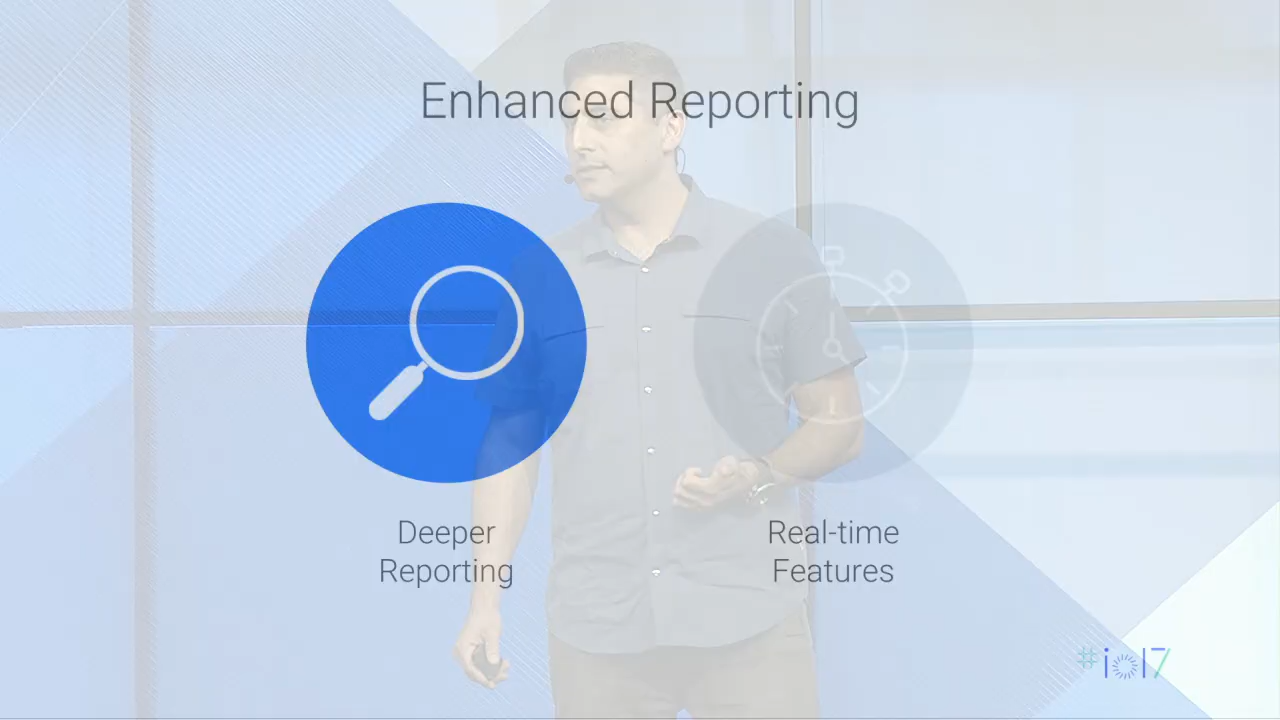 Enhanced Reporting
Deeper
Reporting
Real-time
Features
#io17